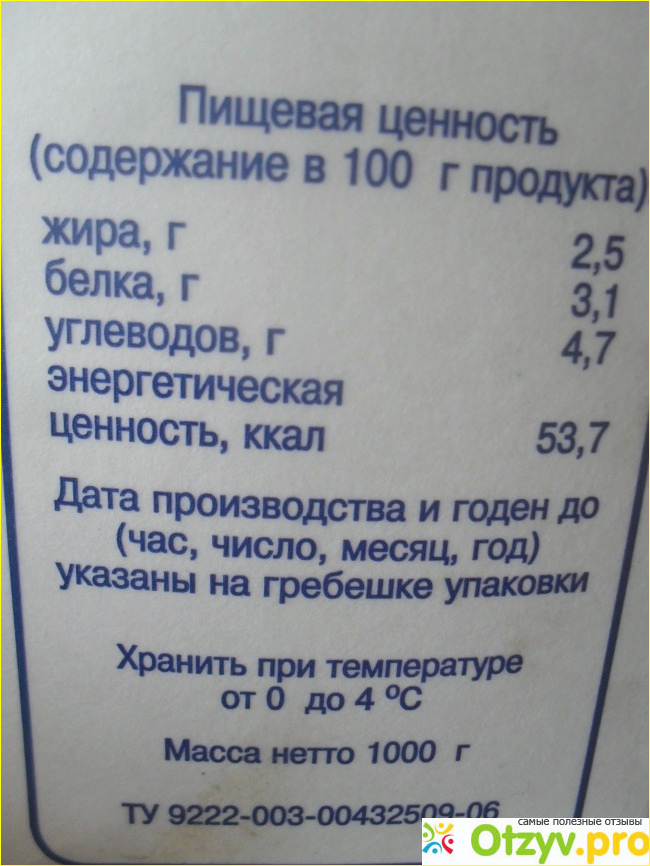 Пищевая ценность
(содержание в 100 г продукта)
жира, г 2,5
белка, г 3,1
углеводов, г 4,7
энергетическая
ценность, ккал 53,7
Дата производства и годен до
(час, число, месяц, год)
указаны на гребешке упаковки
Хранить при температуре
от 0 до 4 °С
Масса нетто 1000 г
ТУ 9222-003-00432509-06
самые полезные отзывы
Otzyv.pro